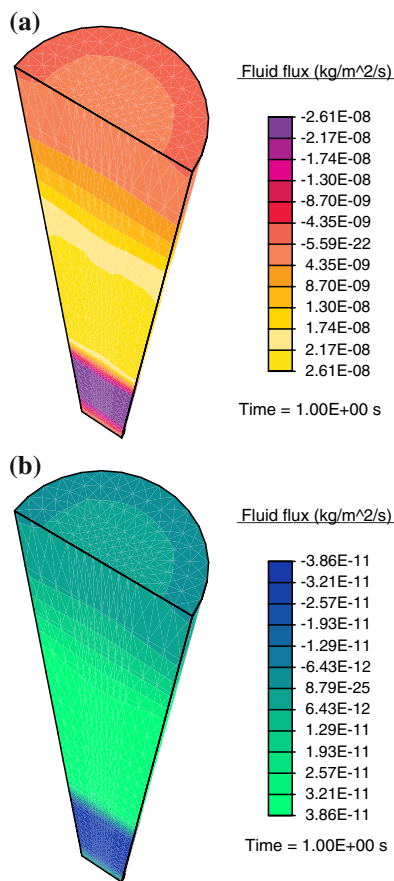 (a)
Fluid flux (kg/m^2/s)
-2.61E-08
-2.17E-08
-1.74E-08
-1.30E-08
-8.70E-09
-4.35E-09
-5.59E-22
4.35E-09
8.70E-09
1.30E-08
1.74E-08
2.17E-08
2.61E-08
Time = 1.00E+00 s
(b)
Fluid flux (kg/m^2/s)
-3.86E-11
-3.21E-11
-2.57E-11
-1.93E-11
-1.29E-11
-6.43E-12
8.79E-25
6.43E-12
1.29E-11
1.93E-11
2.57E-11
3.21E-11
3.86E-11
Time = 1.00E+00 s